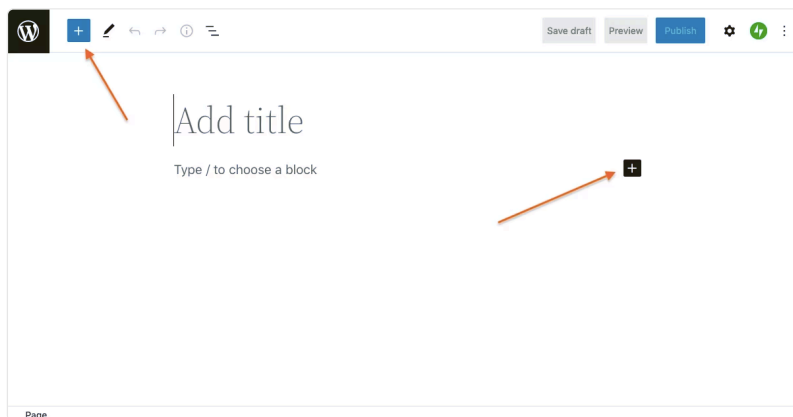 Save draft Preview Publish
Add title
Type / to choose a block
Page